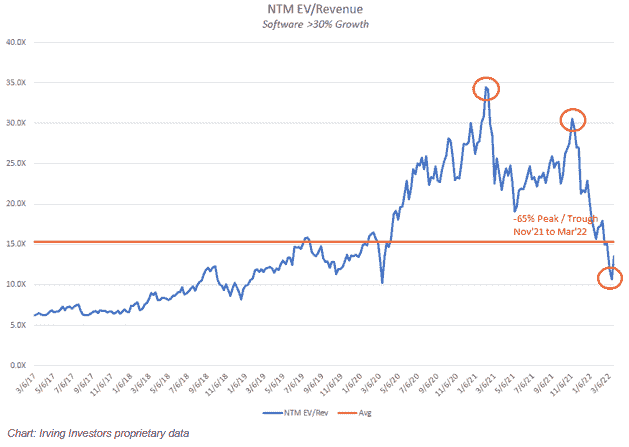 NTM EV/Revenue
Software >30% Growth
40.0X
35.0X
30.0X
25.0X
20.0X
15.0X
10.0X
5.0X
0.0X
-65% Peak / Trough
Nov'21 to Mar'22
3/6/17
5/6/17
7/6/17
9/6/17
11/6/17
1/6/18
3/6/18
5/6/18
7/6/18
9/6/18
11/6/18
1/6/19
3/6/19
5/6/19
7/6/19
9/6/19
11/6/19
1/6/20
3/6/20
5/6/20
7/6/20
9/6/20
11/6/20
1/6/21
3/6/21
5/6/21
7/6/21
9/6/21
11/6/21
1/6/22
3/6/22
NTM EV/Rev
Avg
Chart: Irving Investors proprietary data